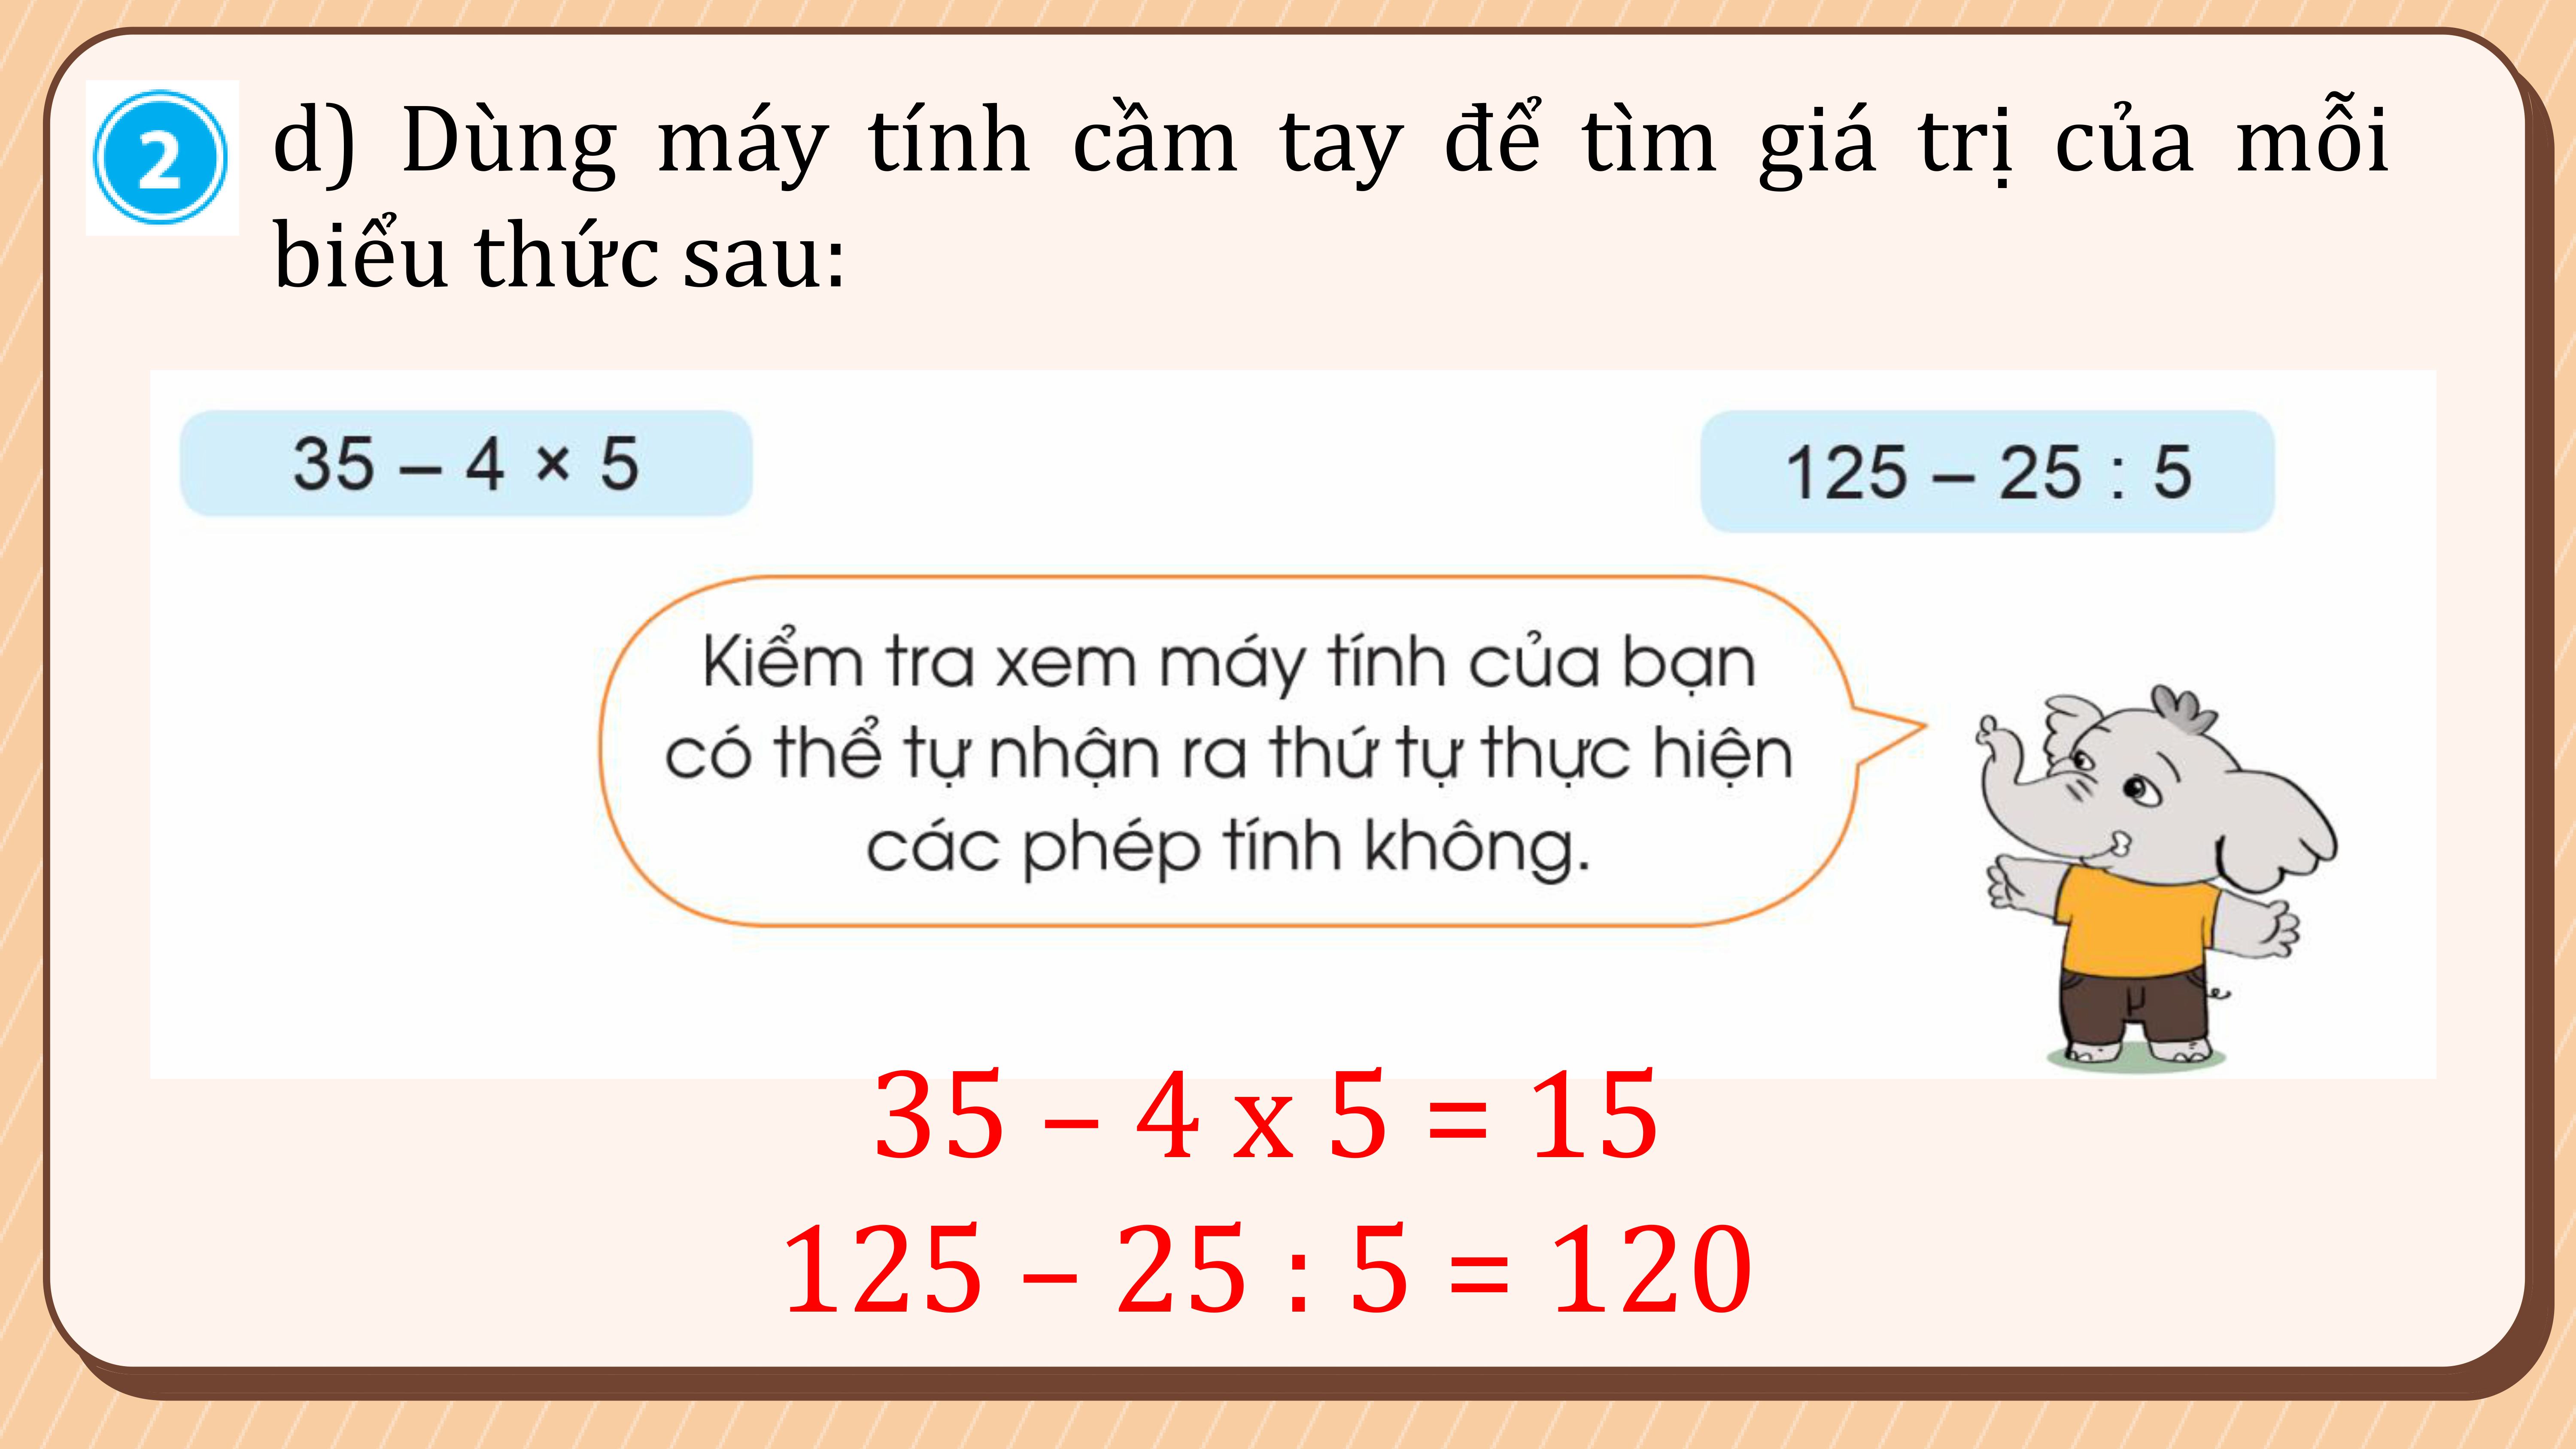 2
d) Dùng máy tính cầm tay để tìm giá trị của mỗi
biểu thức sau:
35 – 4 × 5
125 – 25 : 5
Kiểm tra xem máy tính của bạn
có thể tự nhận ra thứ tự thực hiện
các phép tính không.
35 – 4 x 5 = 15
125 – 25 : 5 = 120